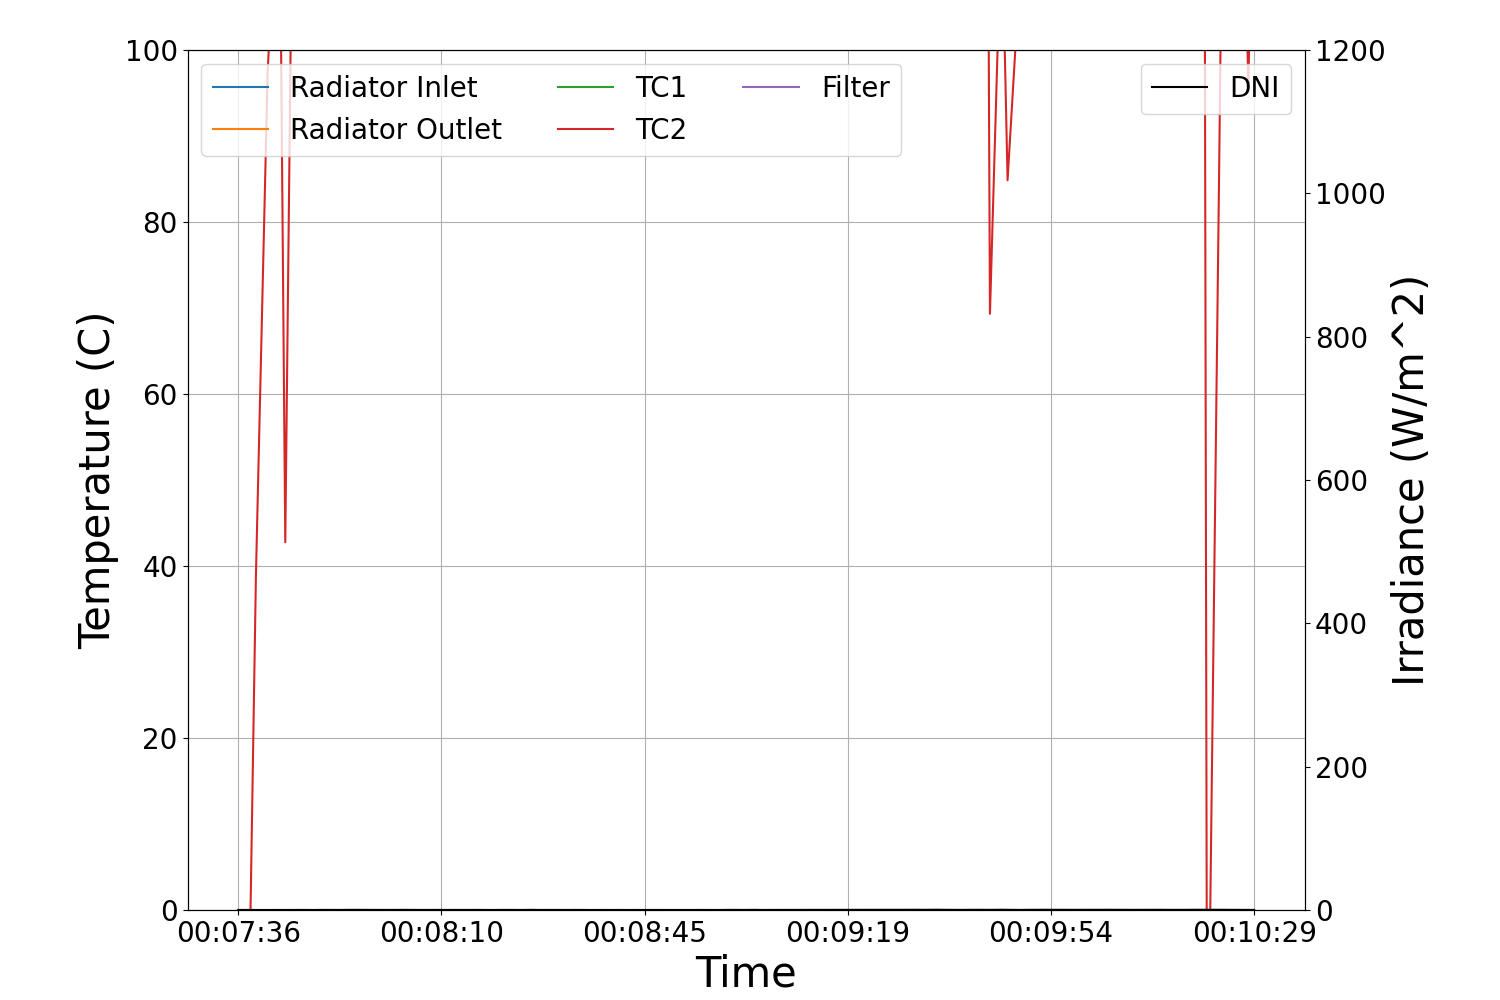 100
80
60
40
20
0
Temperature (C)
Radiator Inlet
Radiator Outlet
TC1
TC2
Filter
DNI
1200
1000
800
600
400
200
0
Irradiance (W/m^2)
00:07:36 00:08:10 00:08:45 00:09:19 00:09:54 00:10:29
Time